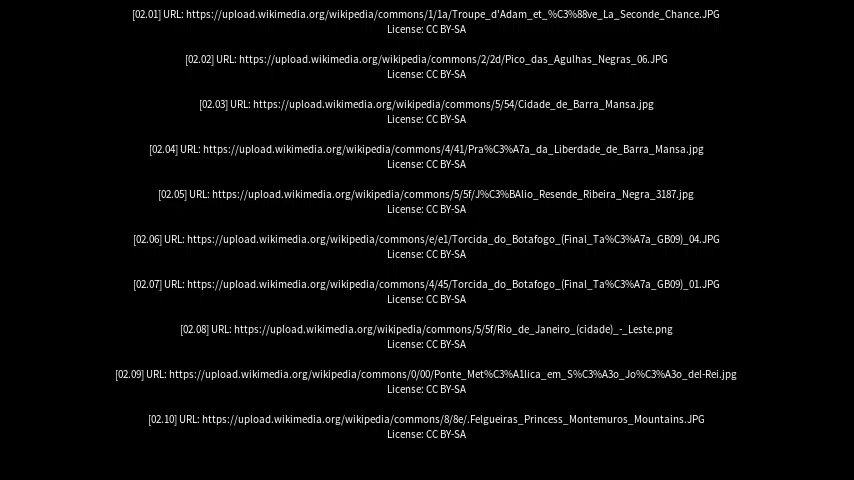 [02.01] URL: https://upload.wikimedia.org/wikipedia/commons/1/1a/Troupe_d'Adam_et_%C3%88ve_La_Seconde_Chance.JPG
License: CC BY-SA
[02.02] URL: https://upload.wikimedia.org/wikipedia/commons/2/2d/Pico_das_Agulhas_Negras_06.JPG
License: CC BY-SA
[02.03] URL: https://upload.wikimedia.org/wikipedia/commons/5/54/Cidade_de_Barra_Mansa.jpg
License: CC BY-SA
[02.04] URL: https://upload.wikimedia.org/wikipedia/commons/4/41/Pra%C3%A7a_da_Liberdade_de_Barra_Mansa.jpg
License: CC BY-SA
[02.05] URL: https://upload.wikimedia.org/wikipedia/commons/5/5f/J%C3%BAlio_Resende_Ribeira_Negra_3187.jpg
License: CC BY-SA
[02.06] URL: https://upload.wikimedia.org/wikipedia/commons/e/e1/Torcida_do_Botafogo_(Final_Ta%C3%A7a_GB09)_04.JPG
License: CC BY-SA
[02.07] URL: https://upload.wikimedia.org/wikipedia/commons/4/45/Torcida_do_Botafogo_(Final_Ta%C3%A7a_GB09)_01.JPG
License: CC BY-SA
[02.08] URL: https://upload.wikimedia.org/wikipedia/commons/5/5f/Rio_de_Janeiro_(cidade)_-_Leste.png
License: CC BY-SA
[02.09] URL: https://upload.wikimedia.org/wikipedia/commons/0/00/Ponte_Met%C3%A1lica_em_S%C3%A3o_Jo%C3%A3o_del-Rei.jpg
License: CC BY-SA
[02.10] URL: https://upload.wikimedia.org/wikipedia/commons/8/8e/.Felgueiras_Princess_Montemuros_Mountains.JPG
License: CC BY-SA